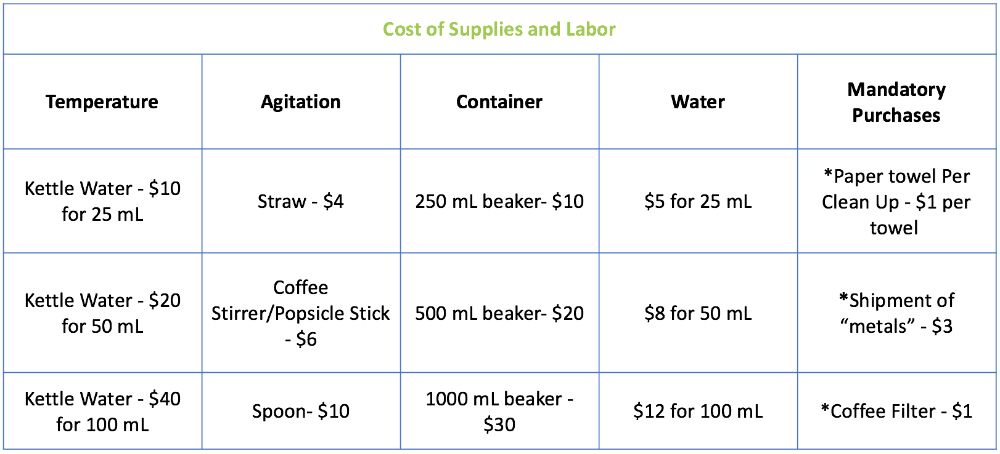 Cost of Supplies and Labor
Temperature
Agitation
Container
Water
Mandatory
Purchases
Kettle Water - $10
for 25 mL
Straw - $4
250 mL beaker- $10
$5 for 25 mL
*Paper towel Per
Clean Up - $1 per
towel
Kettle Water - $20
for 50 mL
Coffee
Stirrer/Popsicle Stick
- $6
500 mL beaker- $20
$8 for 50 mL
*Shipment of
“metals” - $3
Kettle Water - $40
for 100 mL
Spoon- $10
1000 mL beaker -
$30
$12 for 100 mL
*Coffee Filter - $1